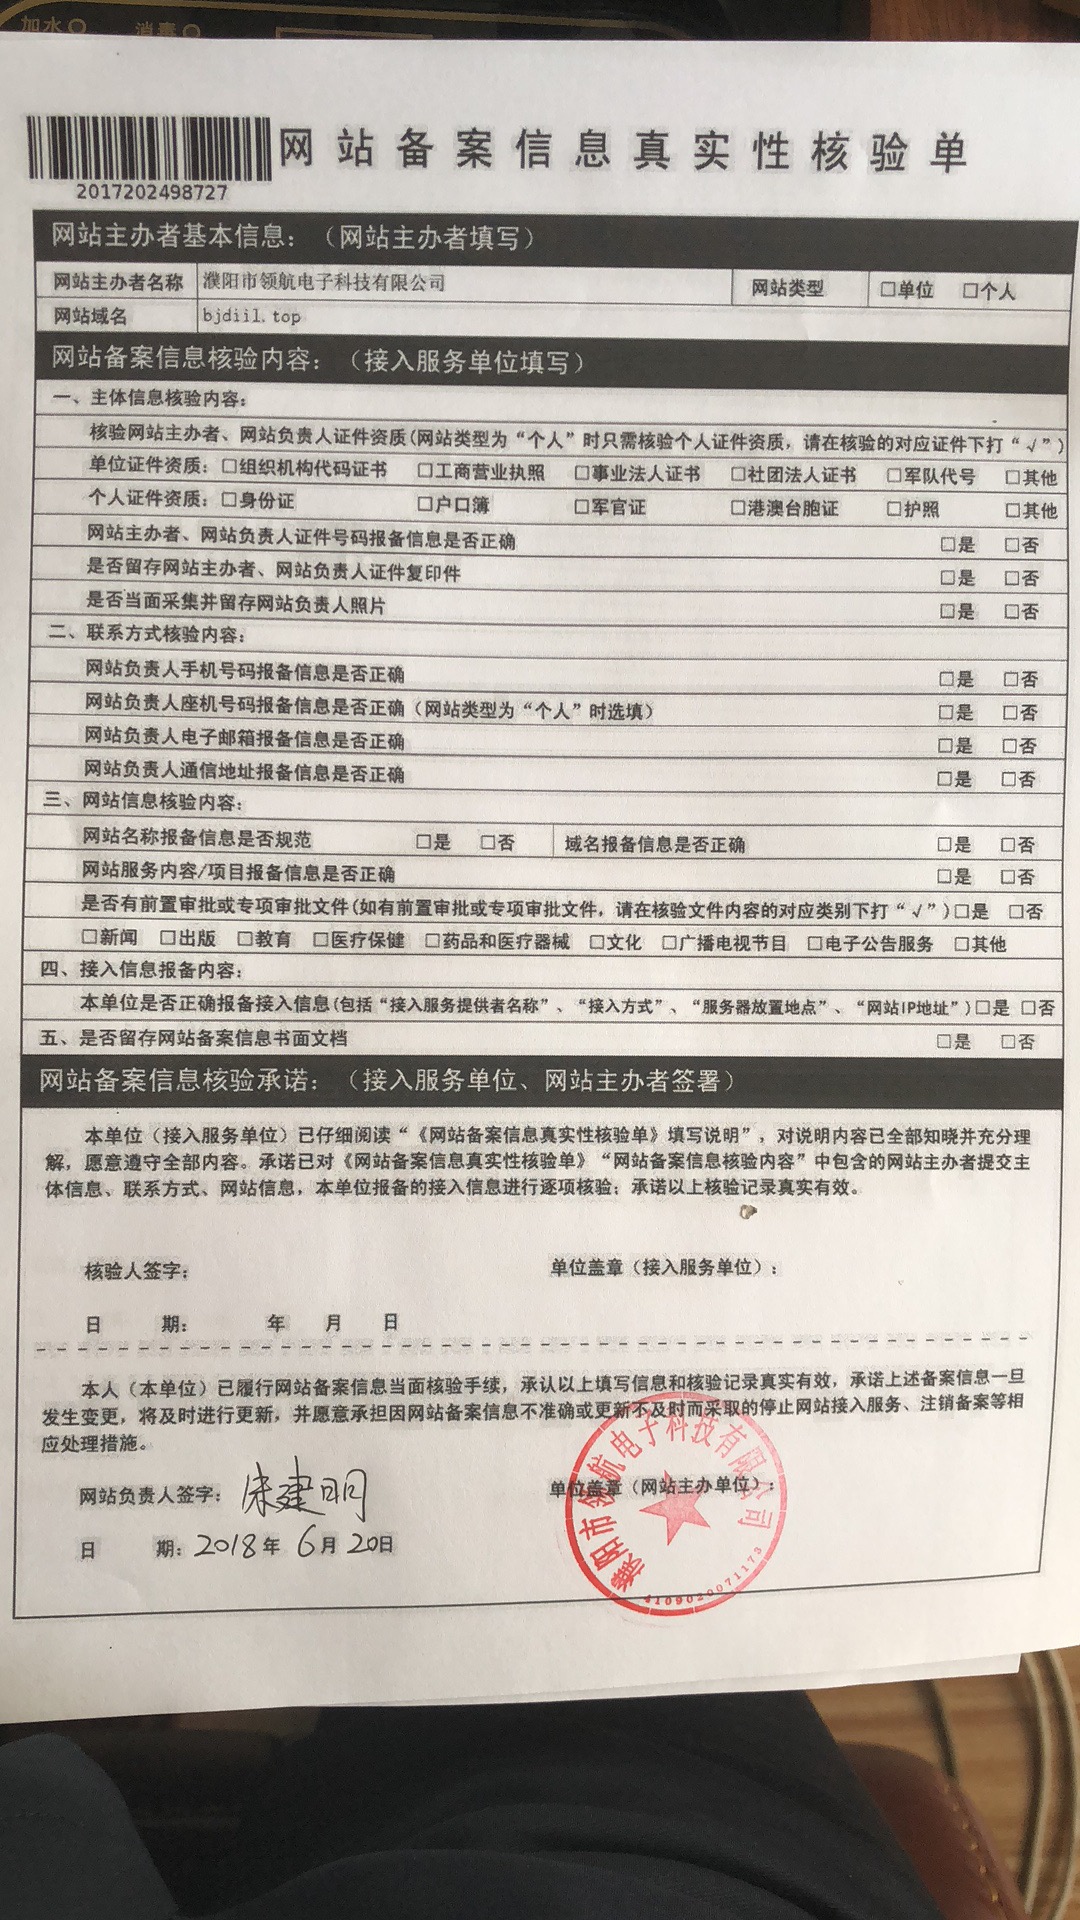 加水 消毒
网站备案信息真实性核验单
2017202498727
网站主办者基本信息：（网站主办者填写）
网站主办者名称 濮阳市领航电子科技有限公司 网站类型 □单位 □个人
网站域名 bjdiil.top
网站备案信息核验内容：（接入服务单位填写）
一、主体信息核验内容：
核验网站主办者、网站负责人证件资质(网站类型为“个人”时只需核验个人证件资质，请在核验的对应证件下打“√”)
单位证件资质：□组织机构代码证书 □工商营业执照 □事业法人证书 □社团法人证书 □军队代号 □其他
个人证件资质：□身份证 □户口簿 □军官证 □港澳台胞证 □护照 □其他
网站主办者、网站负责人证件号码报备信息是否正确 □是 □否
是否留存网站主办者、网站负责人证件复印件 □是 □否
是否当面采集并留存网站负责人照片 □是 □否
二、联系方式核验内容：
网站负责人手机号码报备信息是否正确 □是 □否
网站负责人座机号码报备信息是否正确（网站类型为“个人”时选填） □是 □否
网站负责人电子邮箱报备信息是否正确 □是 □否
网站负责人通信地址报备信息是否正确 □是 □否
三、网站信息核验内容：
网站名称报备信息是否规范 □是 □否 域名报备信息是否正确 □是 □否
网站服务内容/项目报备信息是否正确 □是 □否
是否有前置审批或专项审批文件(如有前置审批或专项审批文件，请在核验文件内容的对应类别下打“√”)□是 □否
□新闻 □出版 □教育 □医疗保健 □药品和医疗器械 □文化 □广播电视节目 □电子公告服务 □其他
四、接入信息报备内容：
本单位是否正确报备接入信息(包括“接入服务提供者名称”、“接入方式”、“服务器放置地点”、“网站IP地址”)□是 □否
五、是否留存网站备案信息书面文档 □是 □否
网站备案信息核验承诺：（接入服务单位、网站主办者签署）
本单位（接入服务单位）已仔细阅读“《网站备案信息真实性核验单》填写说明”，对说明内容已全部知晓并充分理
解，愿意遵守全部内容。承诺已对《网站备案信息真实性核验单》“网站备案信息核验内容”中包含的网站主办者提交主
体信息、联系方式、网站信息，本单位报备的接入信息进行逐项核验；承诺以上核验记录真实有效。
核验人签字： 单位盖章（接入服务单位）：
日 期： 年 月 日
本人（本单位）已履行网站备案信息当面核验手续，承认以上填写信息和核验记录真实有效，承诺上述备案信息一旦
发生变更，将及时进行更新，并愿意承担因网站备案信息不准确或更新不及时而采取的停止网站接入服务、注销备案等相
应处理措施。
网站负责人签字：朱建明 单位盖章（网站主办单位）：
日 期：2018年 6月 20日
濮阳市领航电子科技有限公司
4109020071173